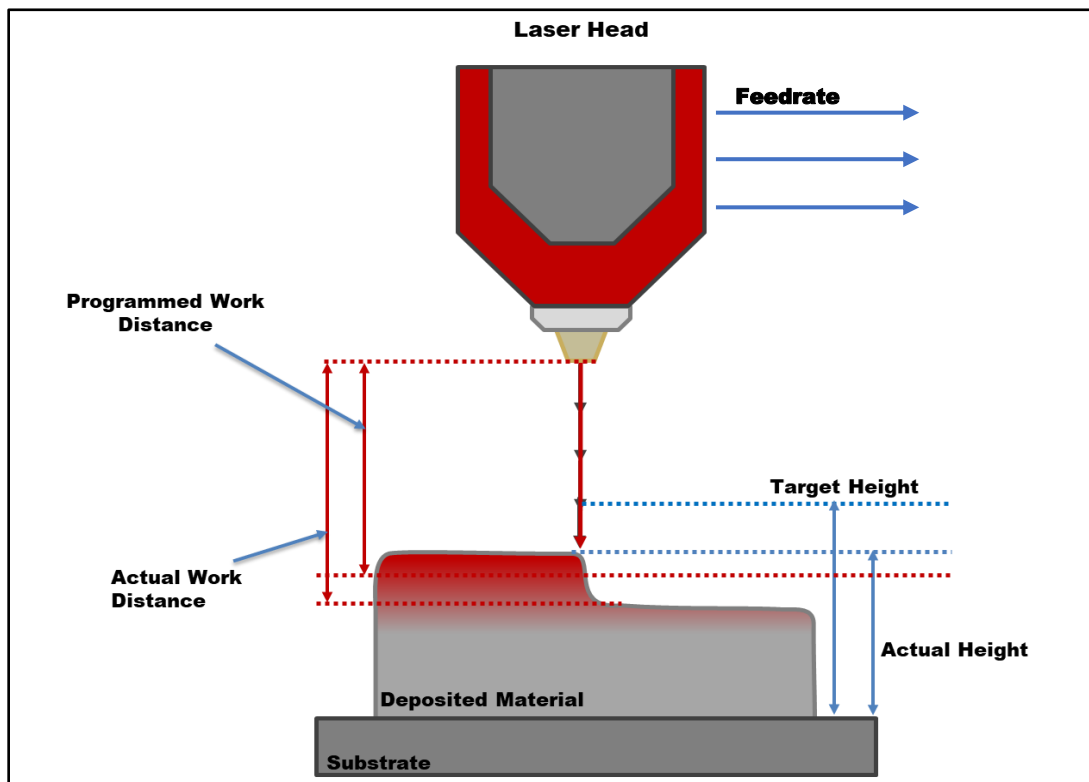 Laser Head
Feedrate
Programmed Work
Distance
Target Height
Actual Work
Distance
Actual Height
Deposited Material
Substrate